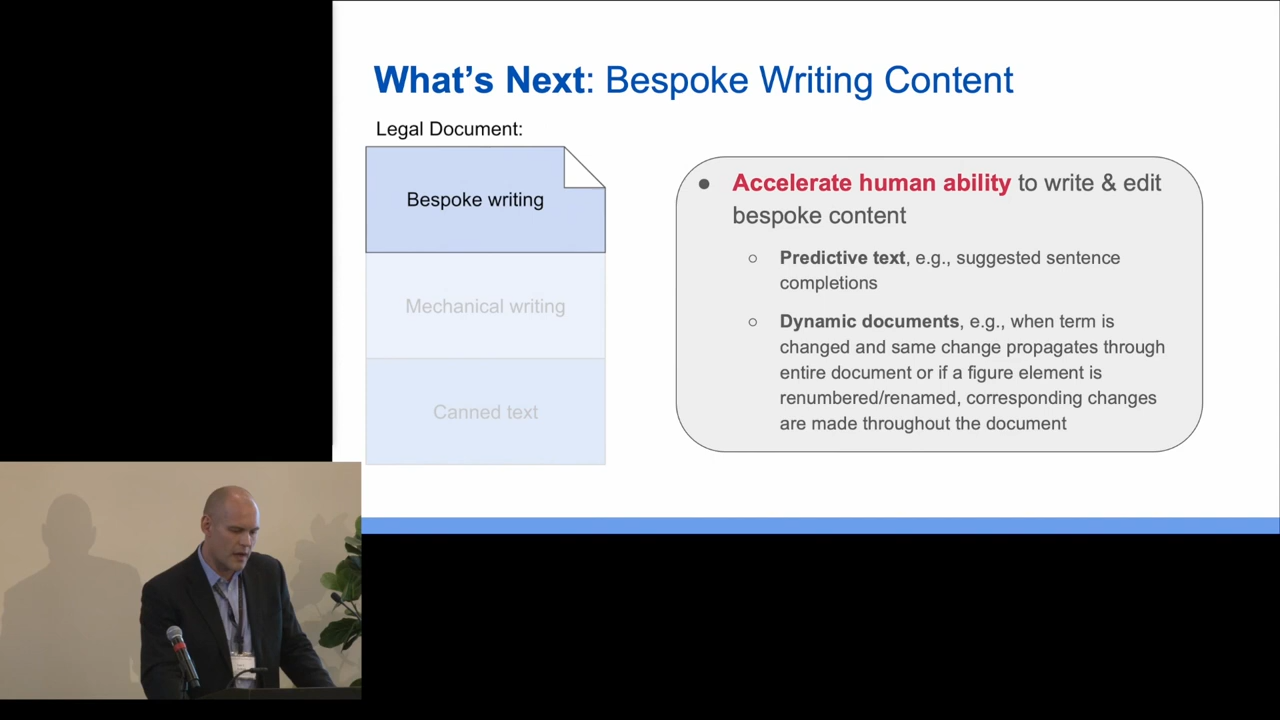 What's Next: Bespoke Writing Content
Legal Document:
Bespoke writing
Mechanical writing
Canned text
● Accelerate human ability to write & edit
bespoke content
○ Predictive text, e.g., suggested sentence
completions
○ Dynamic documents, e.g., when term is
changed and same change propagates through
entire document or if a figure element is
renumbered/renamed, corresponding changes
are made throughout the document